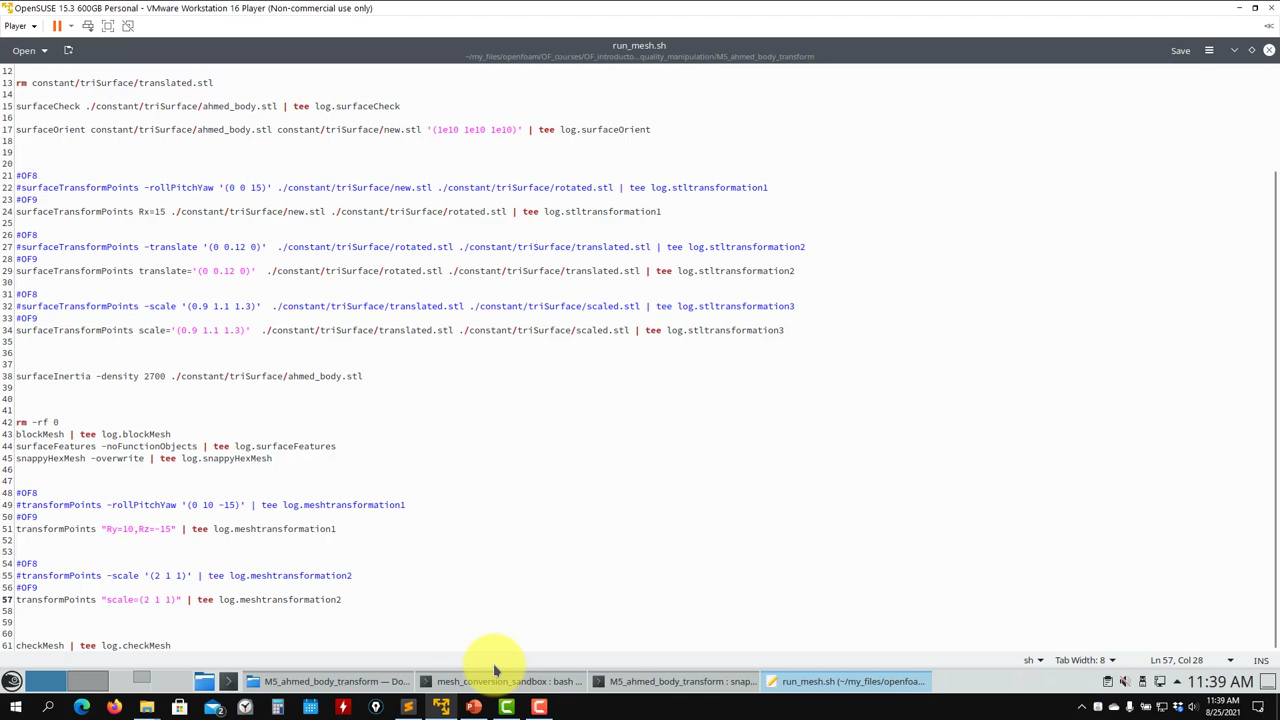 OpenSUSE 15.3 600GB Personal - VMware Workstation 16 Player (Non-commercial use only)
Player
Open
run_mesh.sh
~/my_files/openfoam/OF_courses/OF_introducto...quality_manipulation/M5_ahmed_body_transform
Save
12
13 rm constant/triSurface/translated.stl
14
15 surfaceCheck ./constant/triSurface/ahmed_body.stl | tee log.surfaceCheck
16
17 surfaceOrient constant/triSurface/ahmed_body.stl constant/triSurface/new.stl '(1e10 1e10 1e10)' | tee log.surfaceOrient
18
19
20
21 #OF8
22 #surfaceTransformPoints -rollPitchYaw '(0 0 15)' ./constant/triSurface/new.stl ./constant/triSurface/rotated.stl | tee log.stltransformation1
23 #OF9
24 surfaceTransformPoints Rx=15 ./constant/triSurface/new.stl ./constant/triSurface/rotated.stl | tee log.stltransformation1
25
26 #OF8
27 #surfaceTransformPoints -translate '(0 0.12 0)'  ./constant/triSurface/rotated.stl ./constant/triSurface/translated.stl | tee log.stltransformation2
28 #OF9
29 surfaceTransformPoints translate='(0 0.12 0)'  ./constant/triSurface/rotated.stl ./constant/triSurface/translated.stl | tee log.stltransformation2
30
31 #OF8
32 #surfaceTransformPoints -scale '(0.9 1.1 1.3)'  ./constant/triSurface/translated.stl ./constant/triSurface/scaled.stl | tee log.stltransformation3
33 #OF9
34 surfaceTransformPoints scale='(0.9 1.1 1.3)'  ./constant/triSurface/translated.stl ./constant/triSurface/scaled.stl | tee log.stltransformation3
35
36
37
38 surfaceInertia -density 2700 ./constant/triSurface/ahmed_body.stl
39
40
41
42 rm -rf 0
43 blockMesh | tee log.blockMesh
44 surfaceFeatures -noFunctionObjects | tee log.surfaceFeatures
45 snappyHexMesh -overwrite | tee log.snappyHexMesh
46
47
48 #OF8
49 #transformPoints -rollPitchYaw '(0 10 -15)' | tee log.meshtransformation1
50 #OF9
51 transformPoints "Ry=10,Rz=-15" | tee log.meshtransformation1
52
53
54 #OF8
55 #transformPoints -scale '(2 1 1)' | tee log.meshtransformation2
56 #OF9
57 transformPoints "scale=(2 1 1)" | tee log.meshtransformation2
58
59
60
61 checkMesh | tee log.checkMesh
sh Tab Width: 8 Ln 57, Col 28 INS
M5_ahmed_body_transform — Do... mesh_conversion_sandbox : bash ... M5_ahmed_body_transform : snap... run_mesh.sh (~/my_files/openfoa... 11:39 AM
11:39 AM
8/25/2021